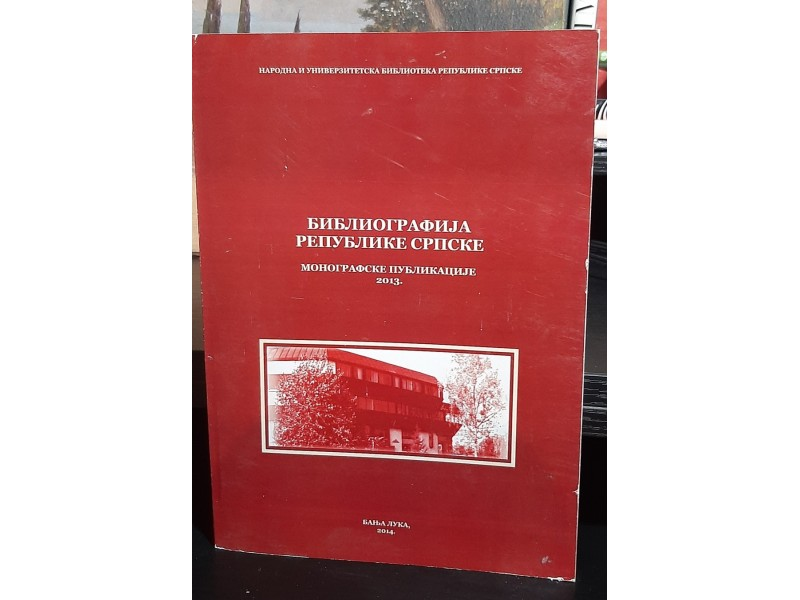 НАРОДНА И УНИВЕРЗИТЕТСКА БИБЛИОТЕКА РЕПУБЛИКЕ СРПСКЕ
БИБЛИОГРАФИЈА
РЕПУБЛИКЕ СРПСКЕ
МОНОГРАФСКЕ ПУБЛИКАЦИЈЕ
2013.
БАЊА ЛУКА,
2014.